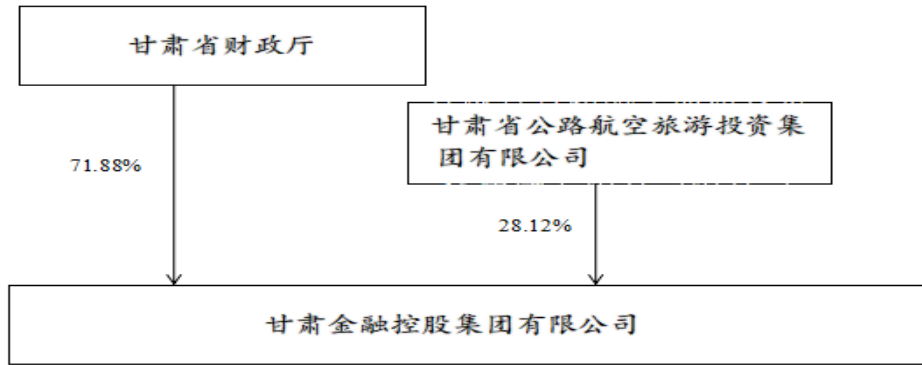 甘肃省财政厅
甘肃省公路航空旅游投资集
团有限公司
71.88%
28.12%
甘肃金融控股集团有限公司